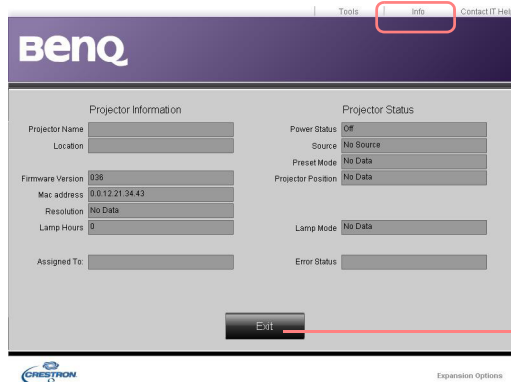 Tools Info Contact IT Hel
BenQ
Projector Information
Projector Name
Location
Firmware Version 036
Mac address 0.0.12.21.34.43
Resolution No Data
Lamp Hours 0
Assigned To:
Projector Status
Power Status Off
Source No Source
Preset Mode No Data
Projector Position No Data
Lamp Mode No Data
Error Status
Exit
CRESTRON
Expansion Options